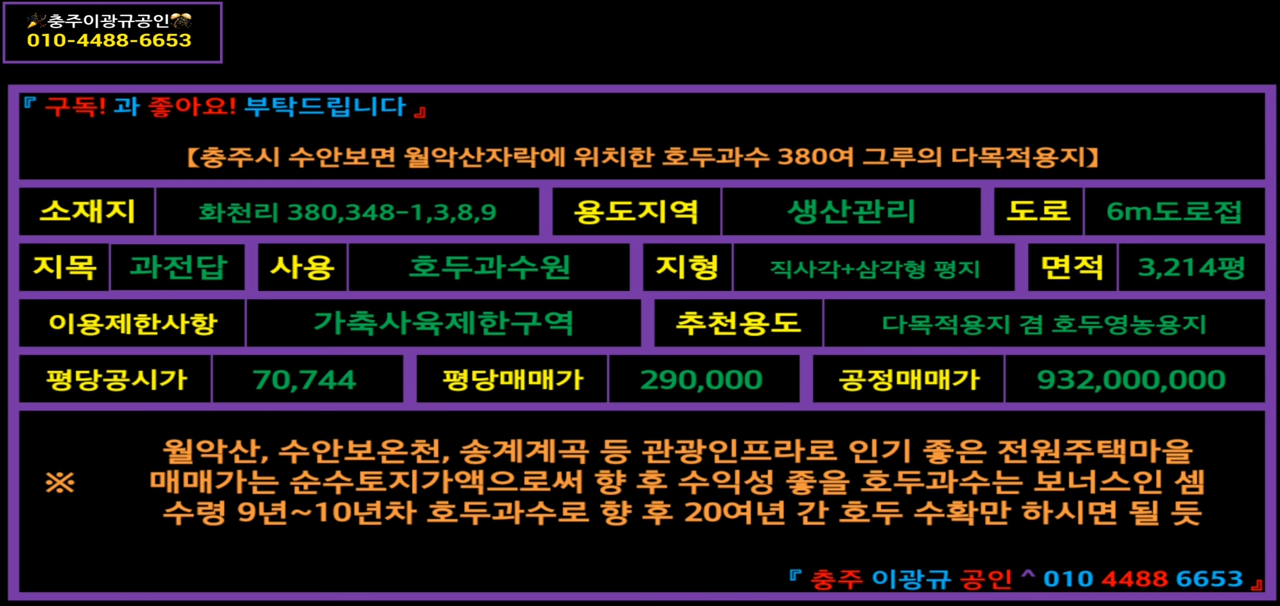 🎉충주이광규공인🎊
010-4488-6653
『 구독! 과 좋아요! 부탁드립니다 』
【충주시 수안보면 월악산자락에 위치한 호두과수 380여 그루의 다목적용지】
소재지 화천리 380,348-1,3,8,9 용도지역 생산관리 도로 6m도로접
지목 과전답 사용 호두과수원 지형 직사각+삼각형 평지 면적 3,214평
이용제한사항 가축사육제한구역 추천용도 다목적용지 겸 호두영농용지
평당공시가 70,744 평당매매가 290,000 공정매매가 932,000,000
월악산, 수안보온천, 송계계곡 등 관광인프라로 인기 좋은 전원주택마을
※ 매매가는 순수토지가액으로써 향 후 수익성 좋을 호두과수는 보너스인 셈
수령 9년~10년차 호두과수로 향 후 20여년 간 호두 수확만 하시면 될 듯
『 충주 이광규 공인 ^ 010 4488 6653 』